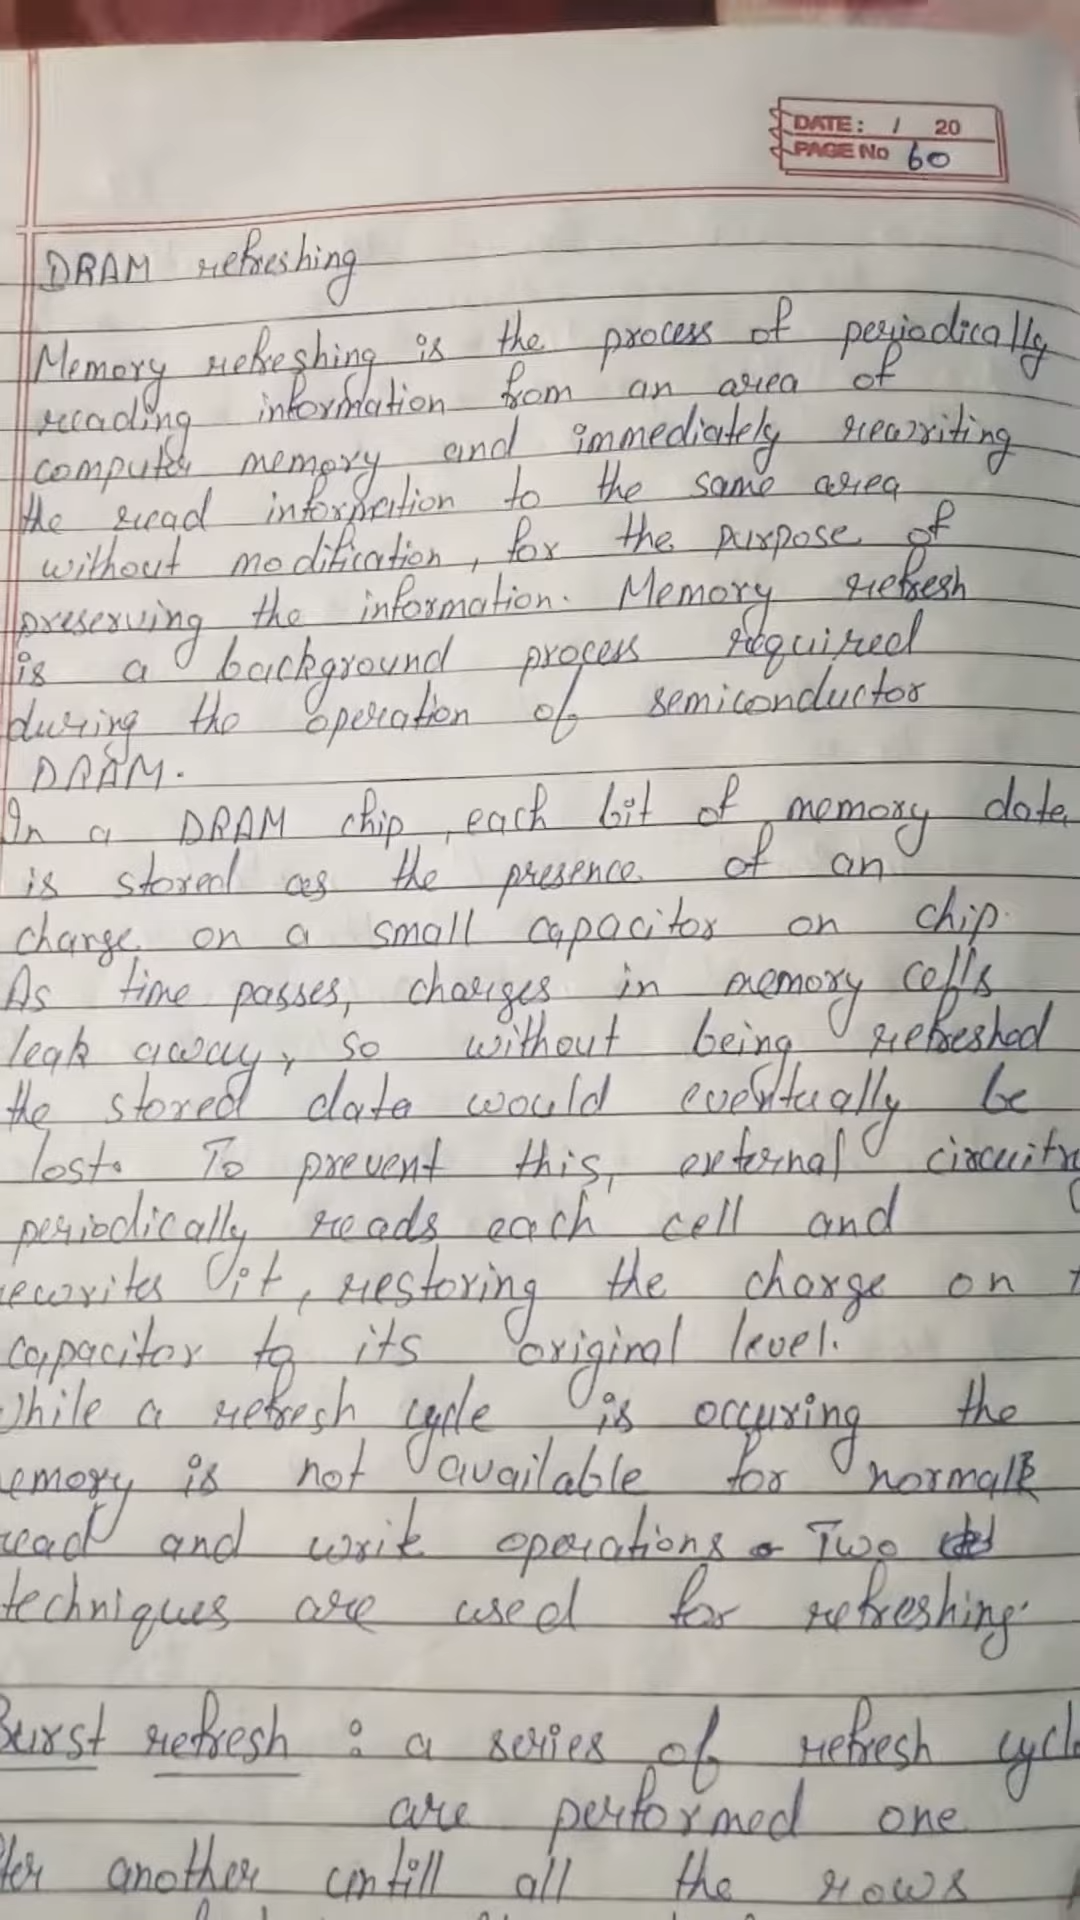 DATE: / 20
PAGE No 60
DRAM refreshing
Memory refreshing is the process of periodically
reading information from an area of
computer memory and immediately rewriting
the read information to the same area
without modification, for the purpose of
preserving the information. Memory refresh
is a background process required
during the operation of semiconductor
DRAM.
In a DRAM chip, each bit of memory data
is stored as the presence of an
charge on a small capacitor on chip.
As time passes, charges in memory cells
leak away, so without being refreshed
the stored data would eventually be
lost. To prevent this, external circuitry
periodically reads each cell and
rewrites it, restoring the charge on
capacitor to its original level.
while a refresh cycle is occuring the
emory is not available for normal
read and write operations. Two
techniques are used for refreshing.
Burst refresh : a series of refresh cycl
are performed one
ter another untill all the rows